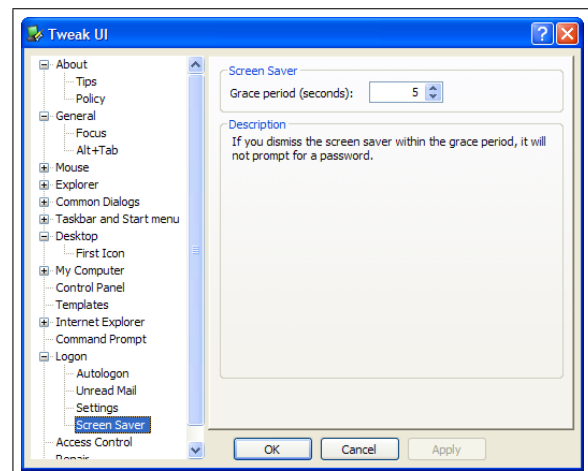 Tweak UI
About
Tips
Policy
General
Focus
Alt+Tab
Mouse
Explorer
Common Dialogs
Taskbar and Start menu
Desktop
First Icon
My Computer
Control Panel
Templates
Internet Explorer
Command Prompt
Logon
Autologon
Unread Mail
Settings
Screen Saver
Access Control
Repair
Screen Saver
Grace period (seconds): 5
Description
If you dismiss the screen saver within the grace period, it will
not prompt for a password.
OK Cancel Apply